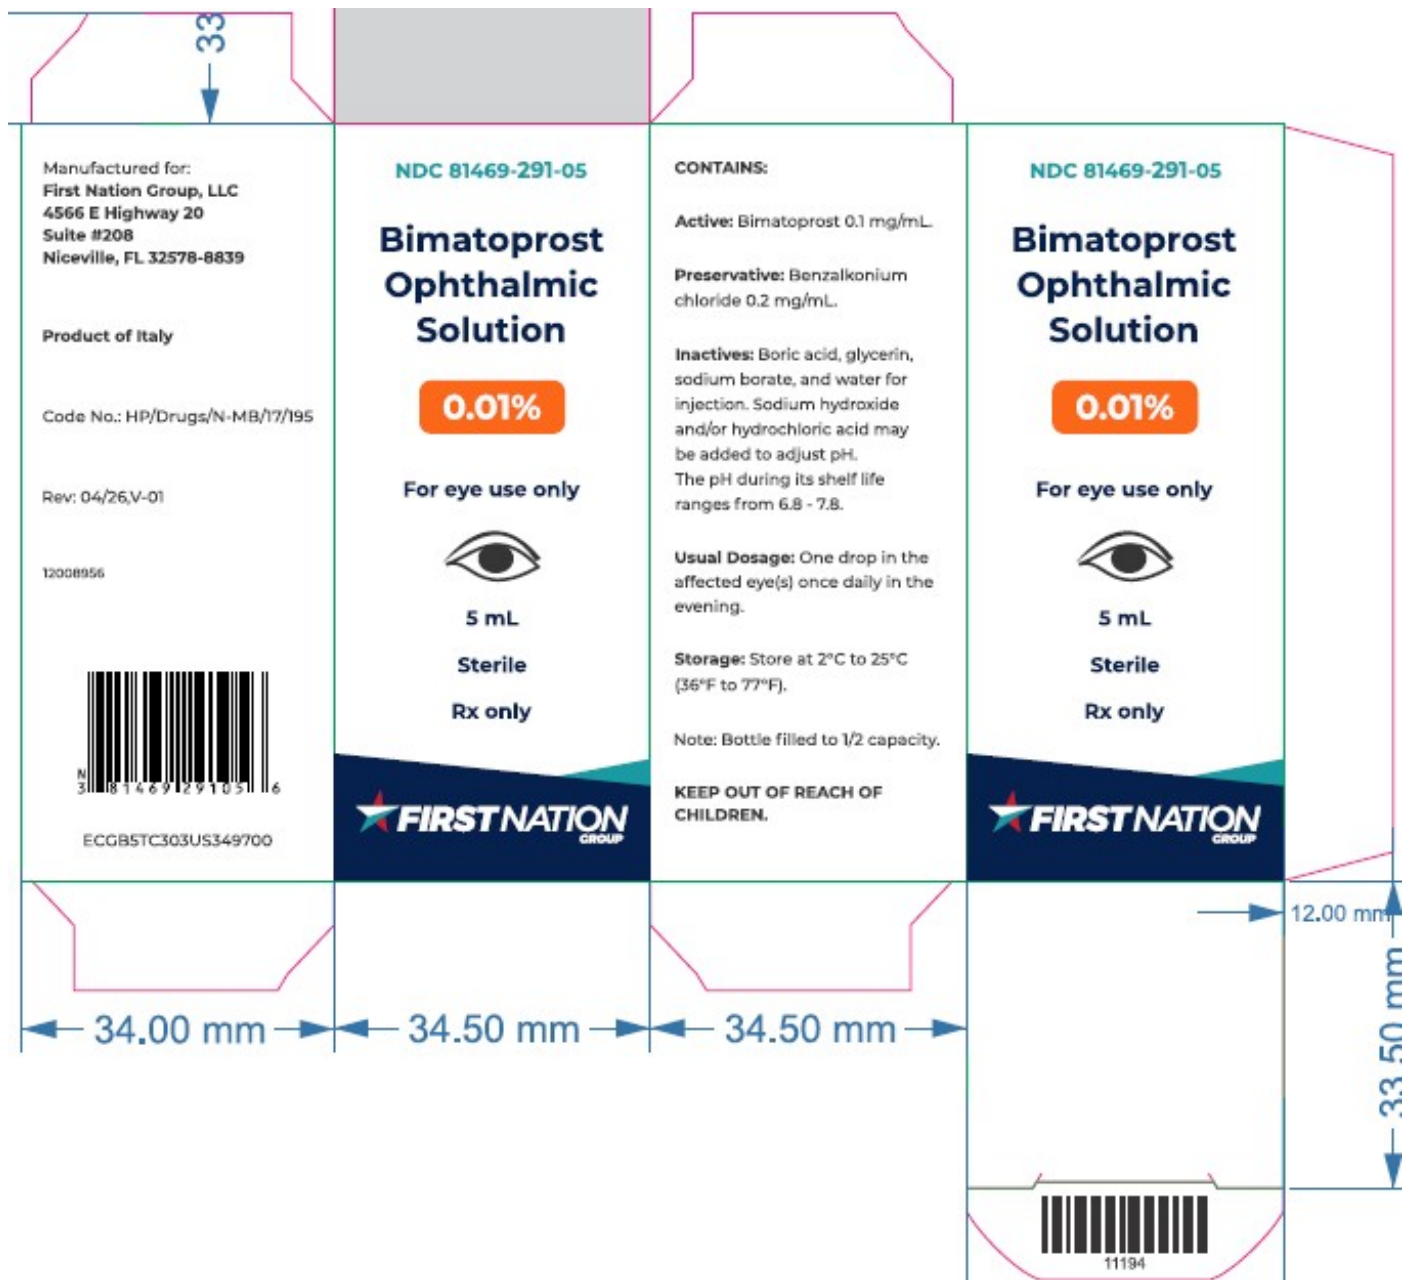 33
Manufactured for:
First Nation Group, LLC
4566 E Highway 20
Suite #208
Niceville, FL 32578-8839
Product of Italy
Code No.: HP/Drugs/N-MB/17/195
Rev: 04/26,V-01
12008956
N
3 81469 29105 6
ECGB5TC303US349700
NDC 81469-291-05
Bimatoprost
Ophthalmic
Solution
0.01%
For eye use only
5 mL
Sterile
Rx only
FIRST NATION
GROUP
CONTAINS:
Active: Bimatoprost 0.1 mg/mL.
Preservative: Benzalkonium
chloride 0.2 mg/mL.
Inactives: Boric acid, glycerin,
sodium borate, and water for
injection. Sodium hydroxide
and/or hydrochloric acid may
be added to adjust pH.
The pH during its shelf life
ranges from 6.8 - 7.8.
Usual Dosage: One drop in the
affected eye(s) once daily in the
evening.
Storage: Store at 2°C to 25°C
(36°F to 77°F).
Note: Bottle filled to 1/2 capacity.
KEEP OUT OF REACH OF
CHILDREN.
NDC 81469-291-05
Bimatoprost
Ophthalmic
Solution
0.01%
For eye use only
5 mL
Sterile
Rx only
FIRST NATION
GROUP
12.00 mm
34.00 mm
34.50 mm
34.50 mm
33.50 mm
11194